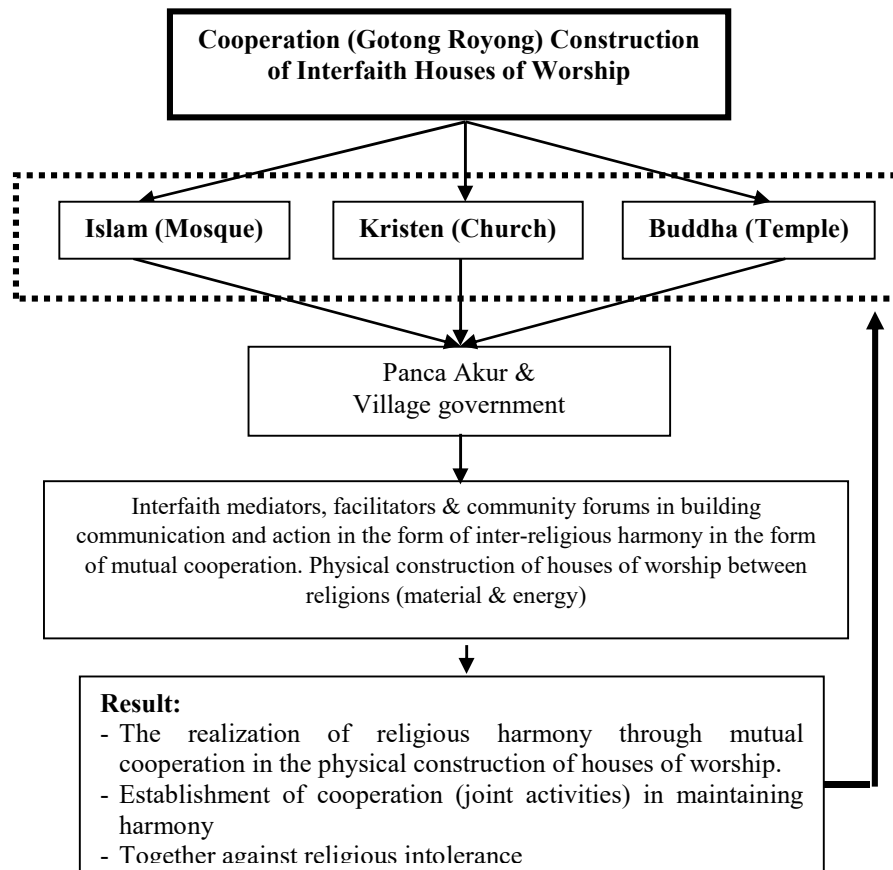 Cooperation (Gotong Royong) Construction
of Interfaith Houses of Worship
Islam (Mosque)
Kristen (Church)
Buddha (Temple)
Panca Akur &
Village government
Interfaith mediators, facilitators & community forums in building
communication and action in the form of inter-religious harmony in the form
of mutual cooperation. Physical construction of houses of worship between
religions (material & energy)
Result:
- The realization of religious harmony through mutual
cooperation in the physical construction of houses of worship.
- Establishment of cooperation (joint activities) in maintaining
harmony
- Together against religious intolerance